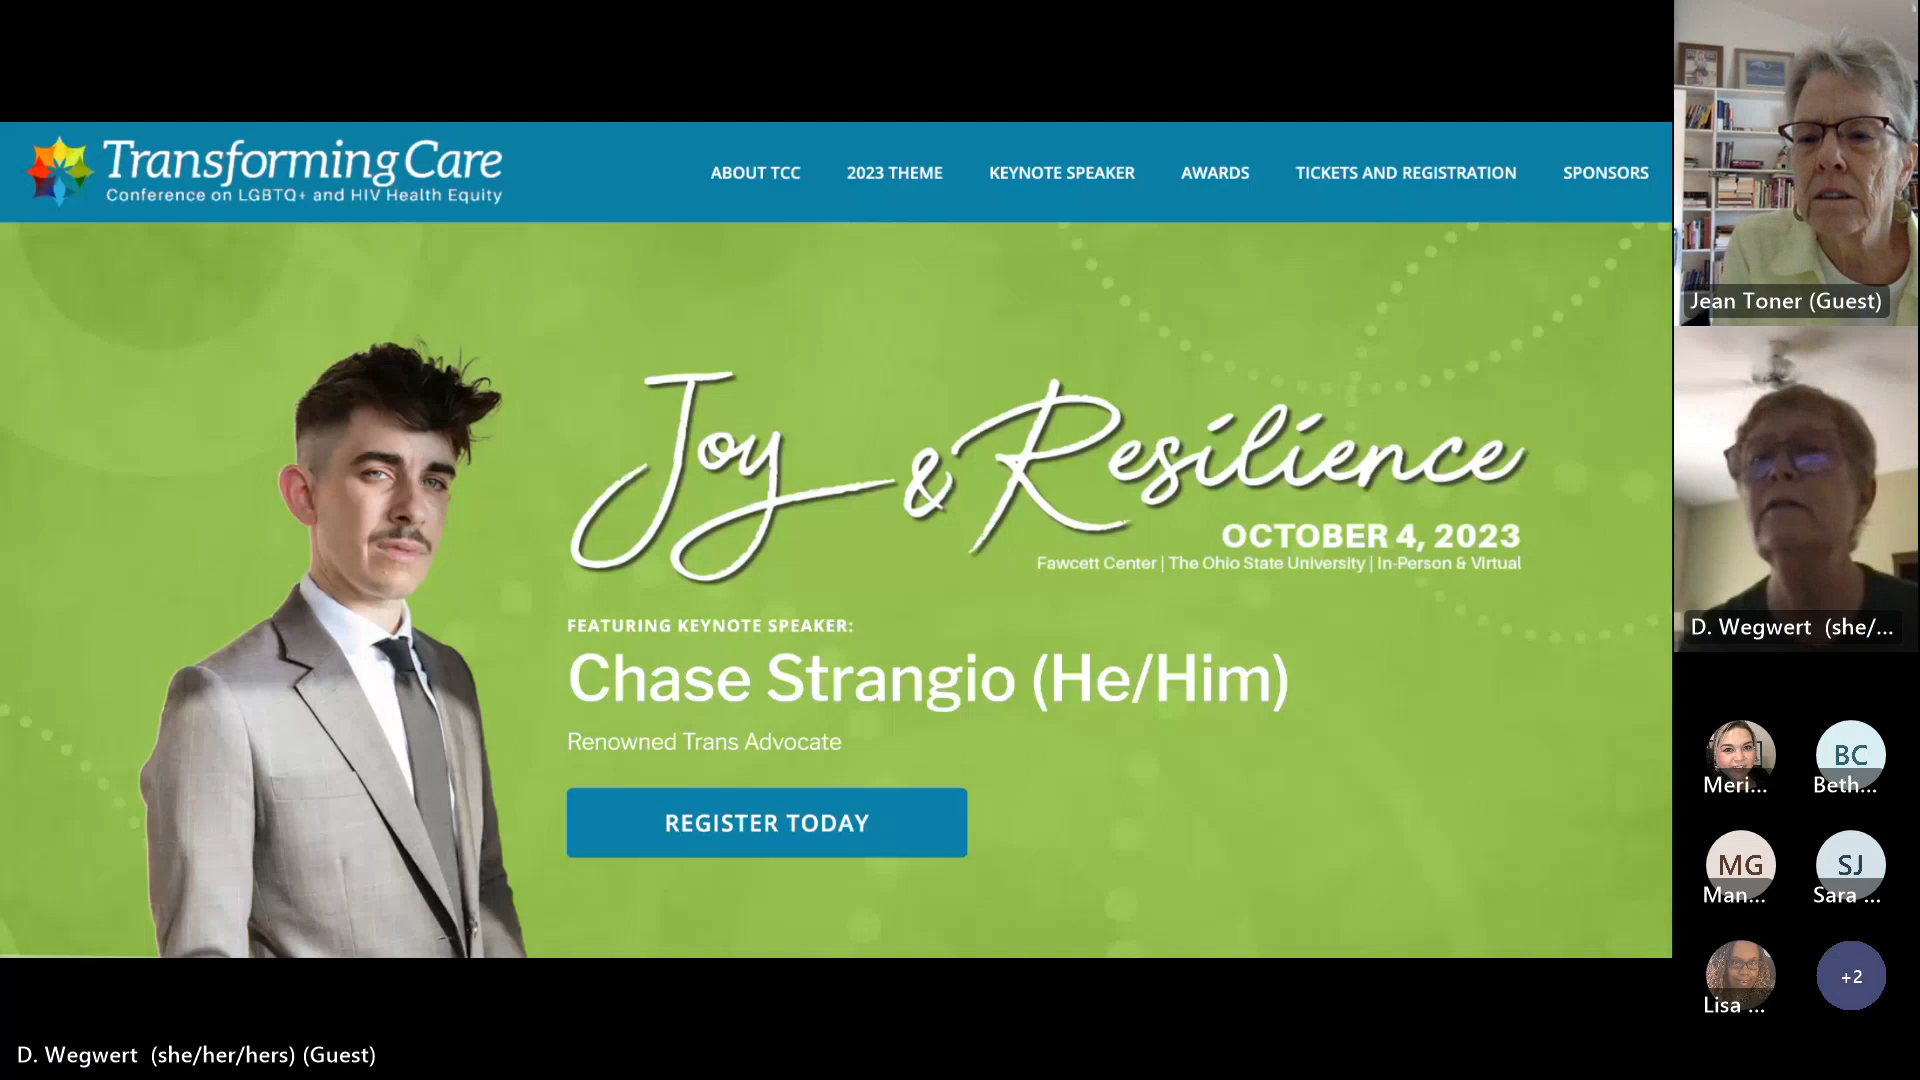 Transforming Care
Conference on LGBTQ+ and HIV Health Equity
ABOUT TCC
2023 THEME
KEYNOTE SPEAKER
AWARDS
TICKETS AND REGISTRATION
SPONSORS
Joy & Resilience
OCTOBER 4, 2023
Fawcett Center | The Ohio State University | In-Person & Virtual
FEATURING KEYNOTE SPEAKER:
Chase Strangio (He/Him)
Renowned Trans Advocate
REGISTER TODAY
Jean Toner (Guest)
D. Wegwert (she/...
Meri...
BC
Beth...
MG
Man...
SJ
Sara ...
Lisa ...
+2
D. Wegwert (she/her/hers) (Guest)